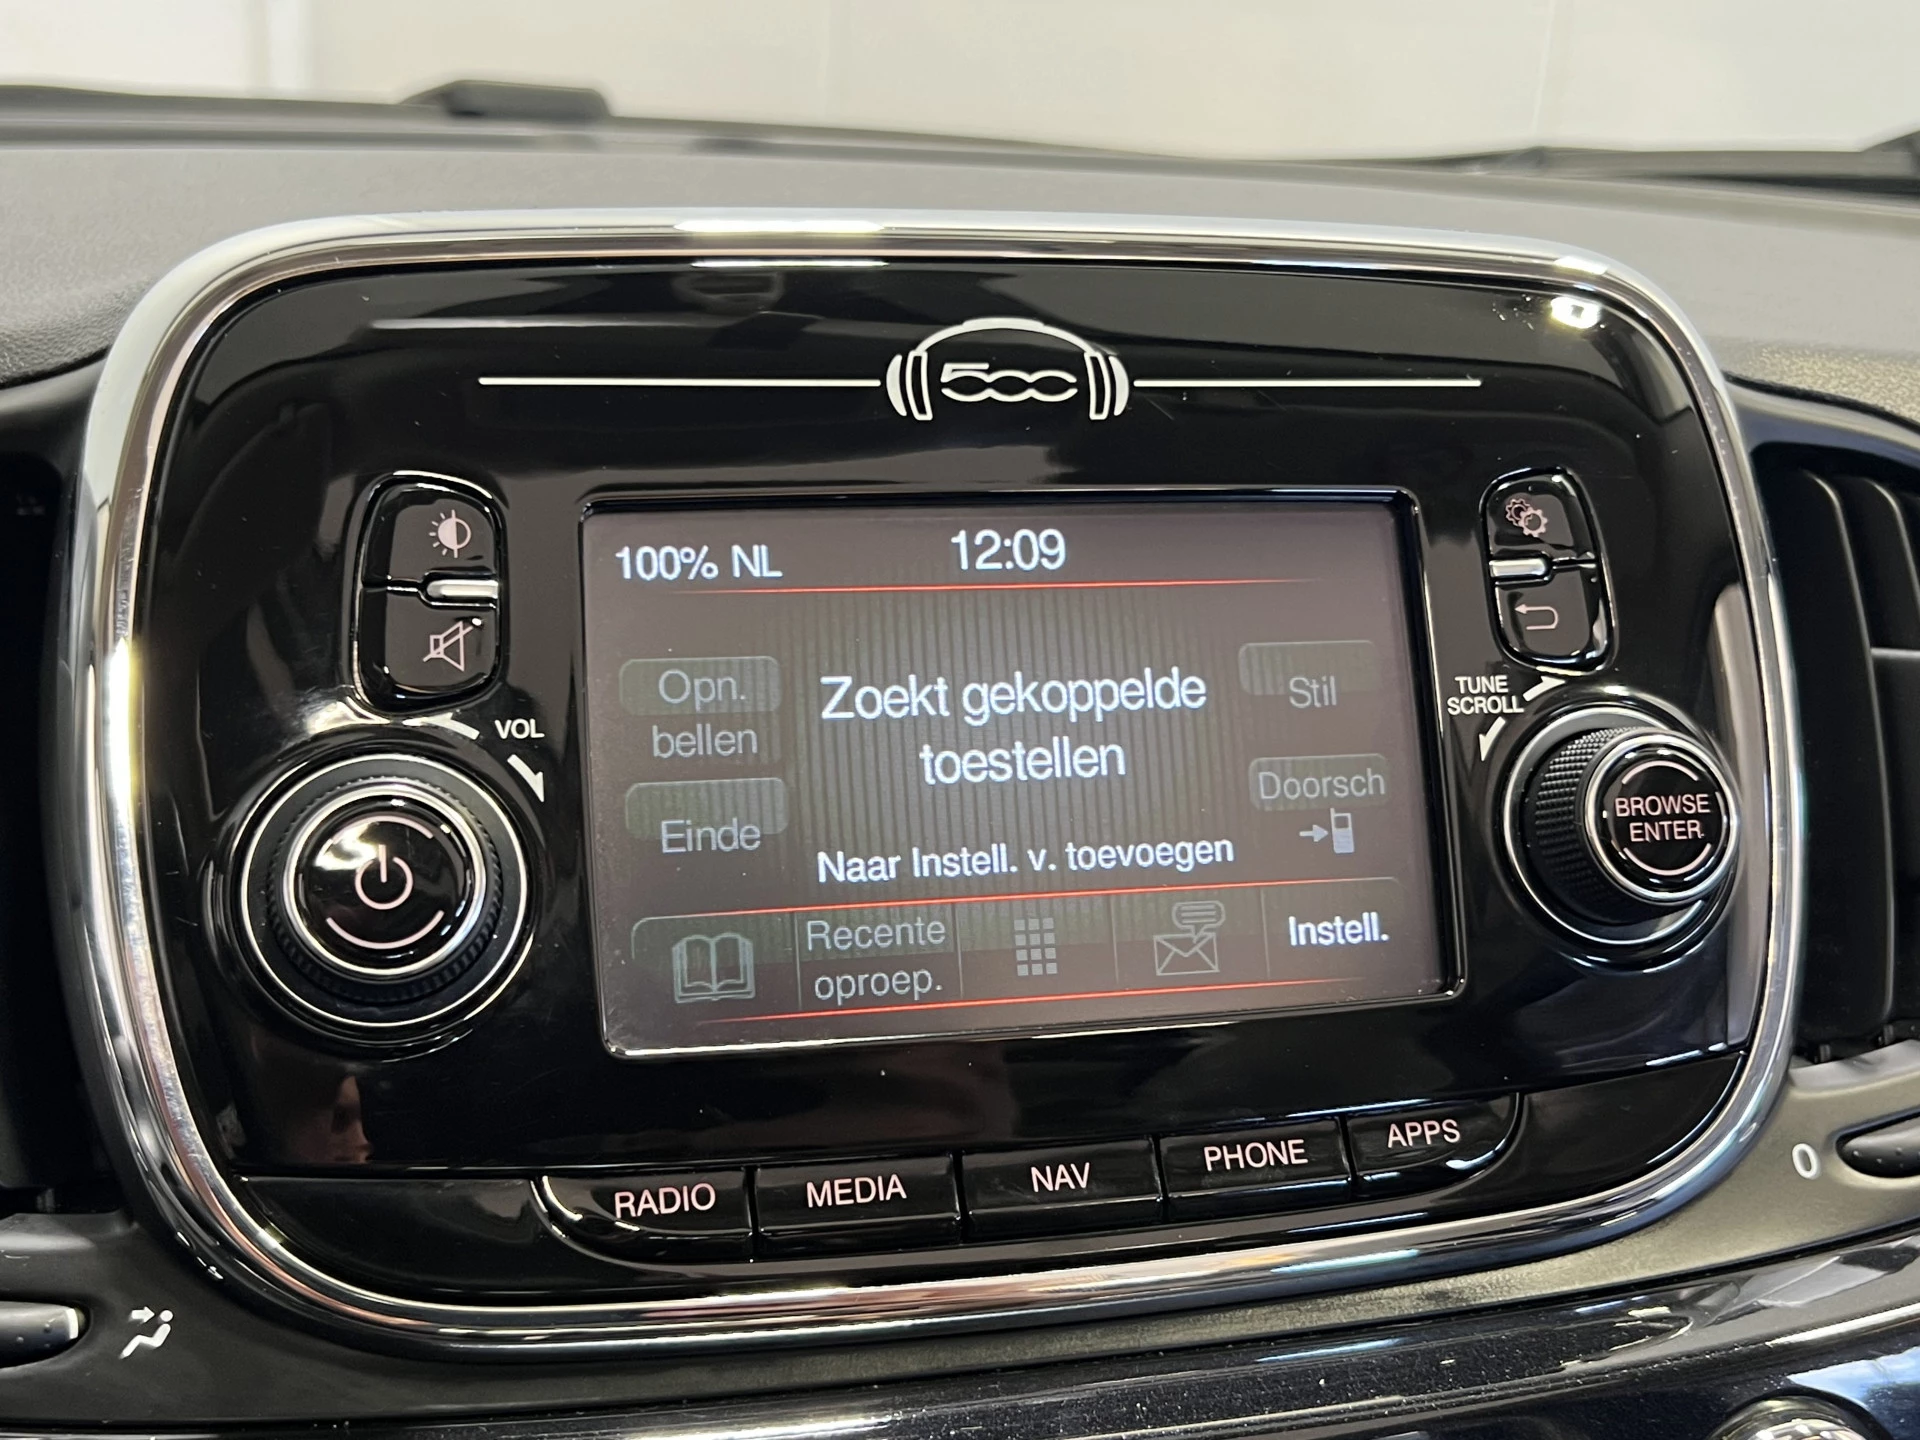 500
100% NL
12:09
VOL
TUNE
SCROLL
Opn.
bellen
Zoekt gekoppelde
toestellen
Stil
Einde
Doorsch
BROWSE
ENTER
Naar Instell. v. toevoegen
Recente
oproep.
Instell.
RADIO
MEDIA
NAV
PHONE
APPS
0